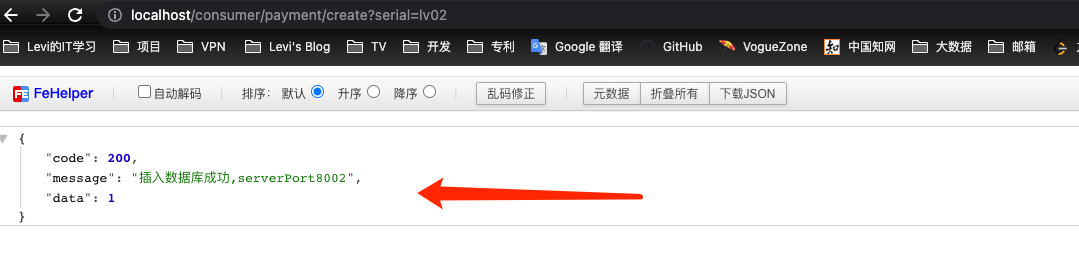 localhost/consumer/payment/create?serial=lv02
Levi的IT学习 项目 VPN Levi's Blog TV 开发 专利 Google 翻译 GitHub VogueZone 知 中国知网 大数据 邮箱
FE FeHelper 自动解码 排序: 默认 升序 降序 乱码修正 元数据 折叠所有 下载JSON
{
"code": 200,
"message": "插入数据库成功,serverPort8002",
"data": 1
}